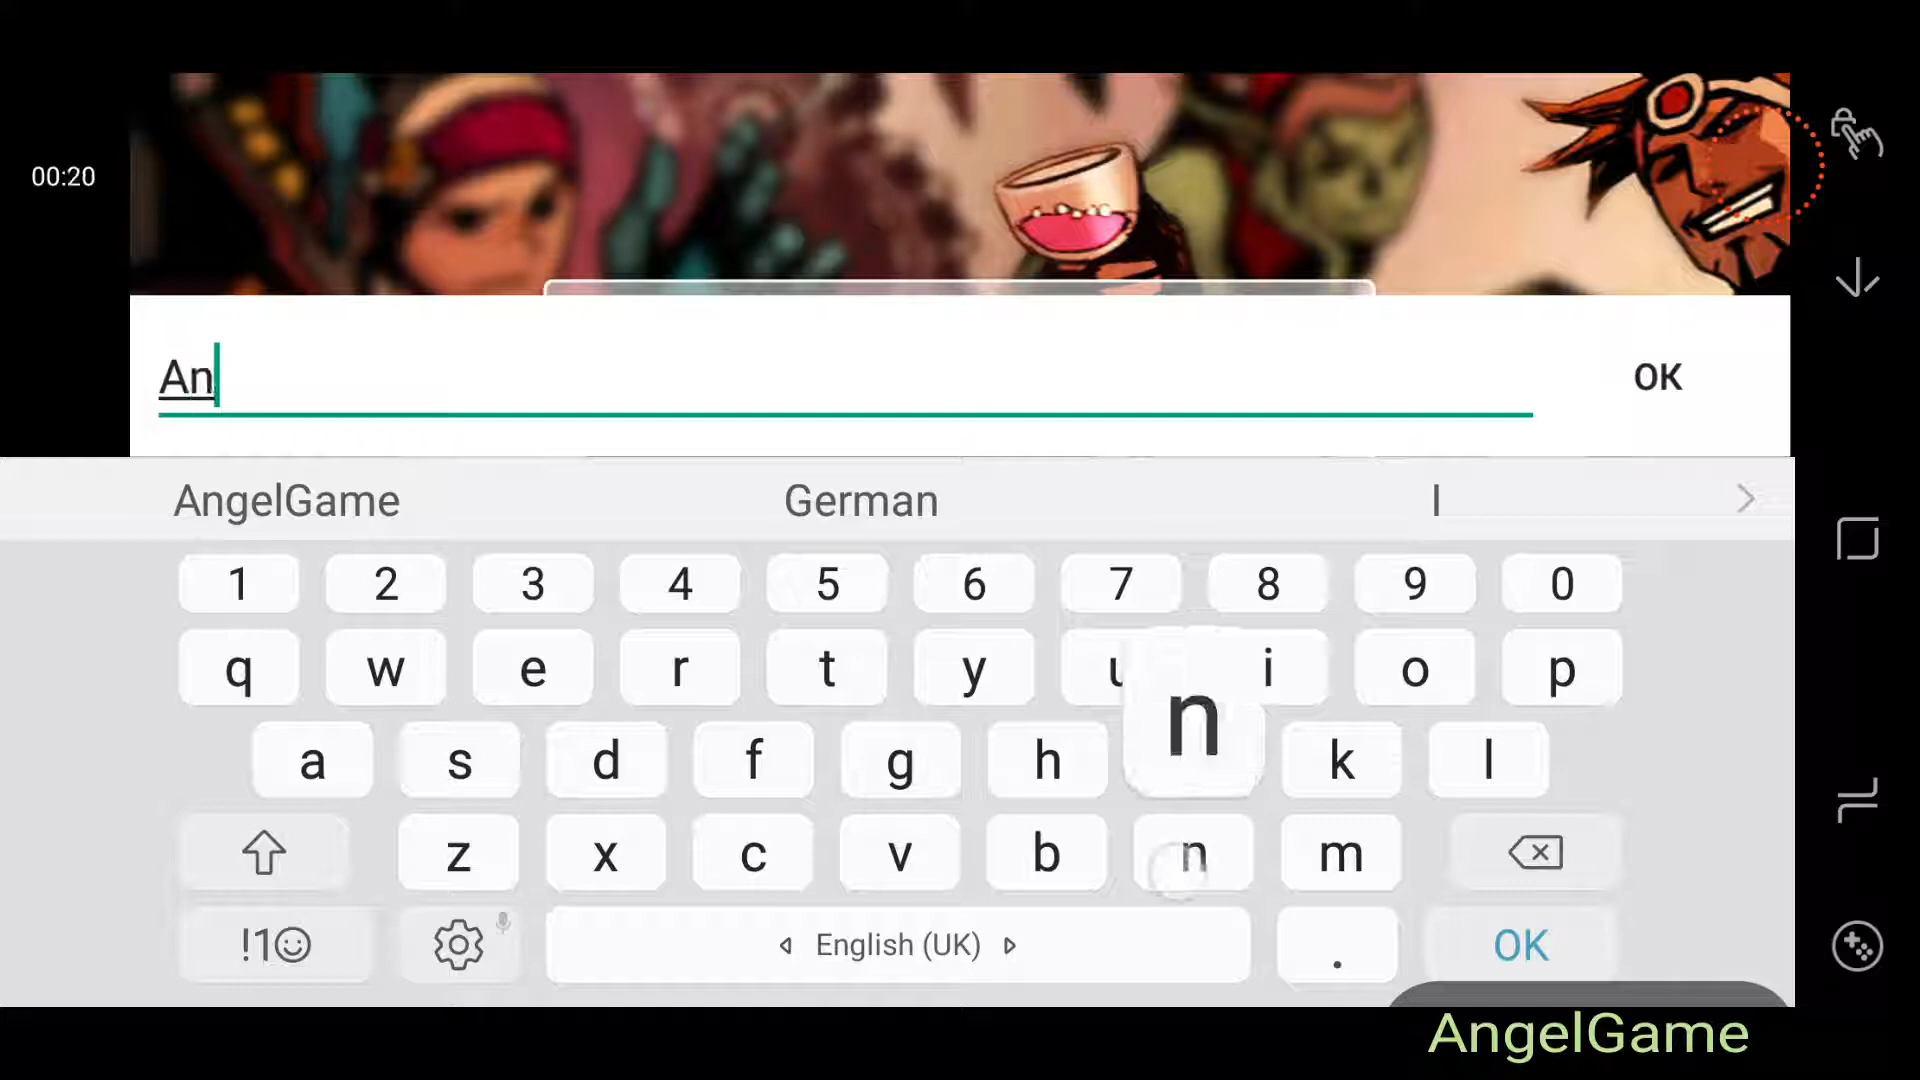 00:20
An
OK
AngelGame German I
1 2 3 4 5 6 7 8 9 0
q w e r t y u i o p
n
a s d f g h k l
z x c v b n m
!1☺ English (UK) . OK
AngelGame